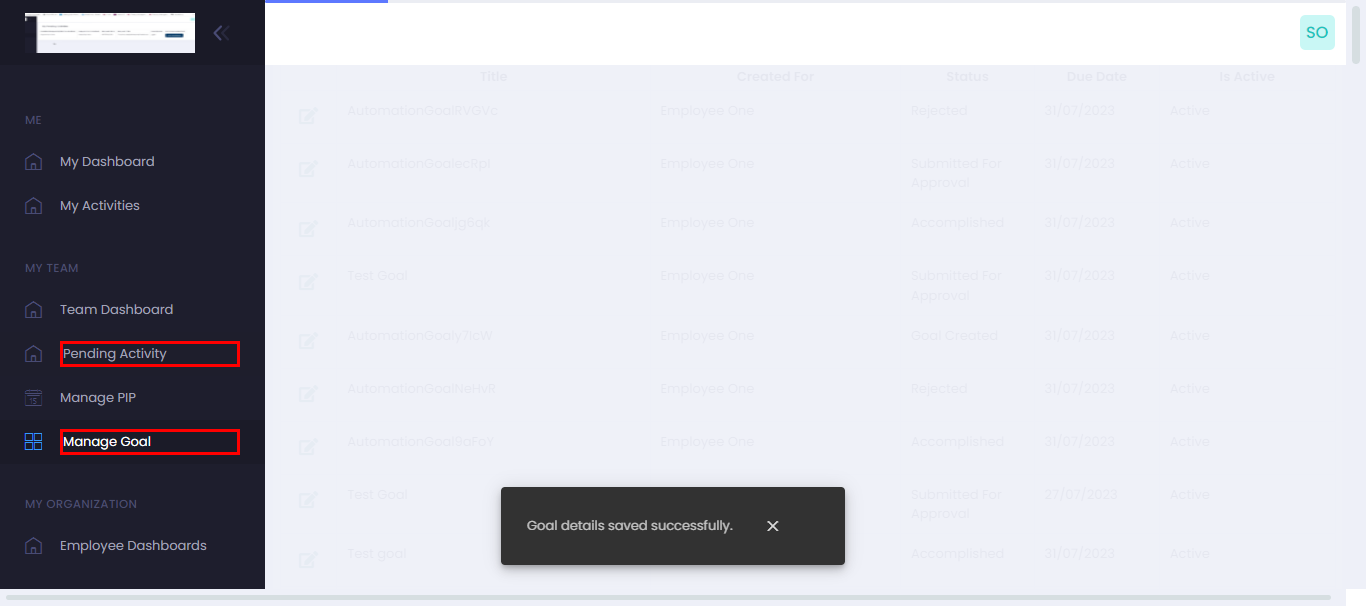 SO
ME
My Dashboard
My Activities
MY TEAM
Team Dashboard
Pending Activity
Manage PIP
15
Manage Goal
MY ORGANIZATION
Employee Dashboards
Title Created For Status Due Date Is Active
AutomationGoalRVGVc Employee One Rejected 31/07/2023 Active
AutomationGoalecRpi Employee One Submitted For Approval 31/07/2023 Active
AutomationGoaljg6qk Employee One Accomplished 31/07/2023 Active
Test Goal Employee One Submitted For Approval 31/07/2023 Active
Employee One Goal Created 31/07/2023 Active
AutomationGoalNeHvR Employee One Rejected 31/07/2023 Active
AutomationGoal9aFoY Employee One Accomplished 31/07/2023 Active
Test Goal Submitted For Approval 27/07/2023 Active
Test goal Accomplished 31/07/2023 Active
Goal details saved successfully.